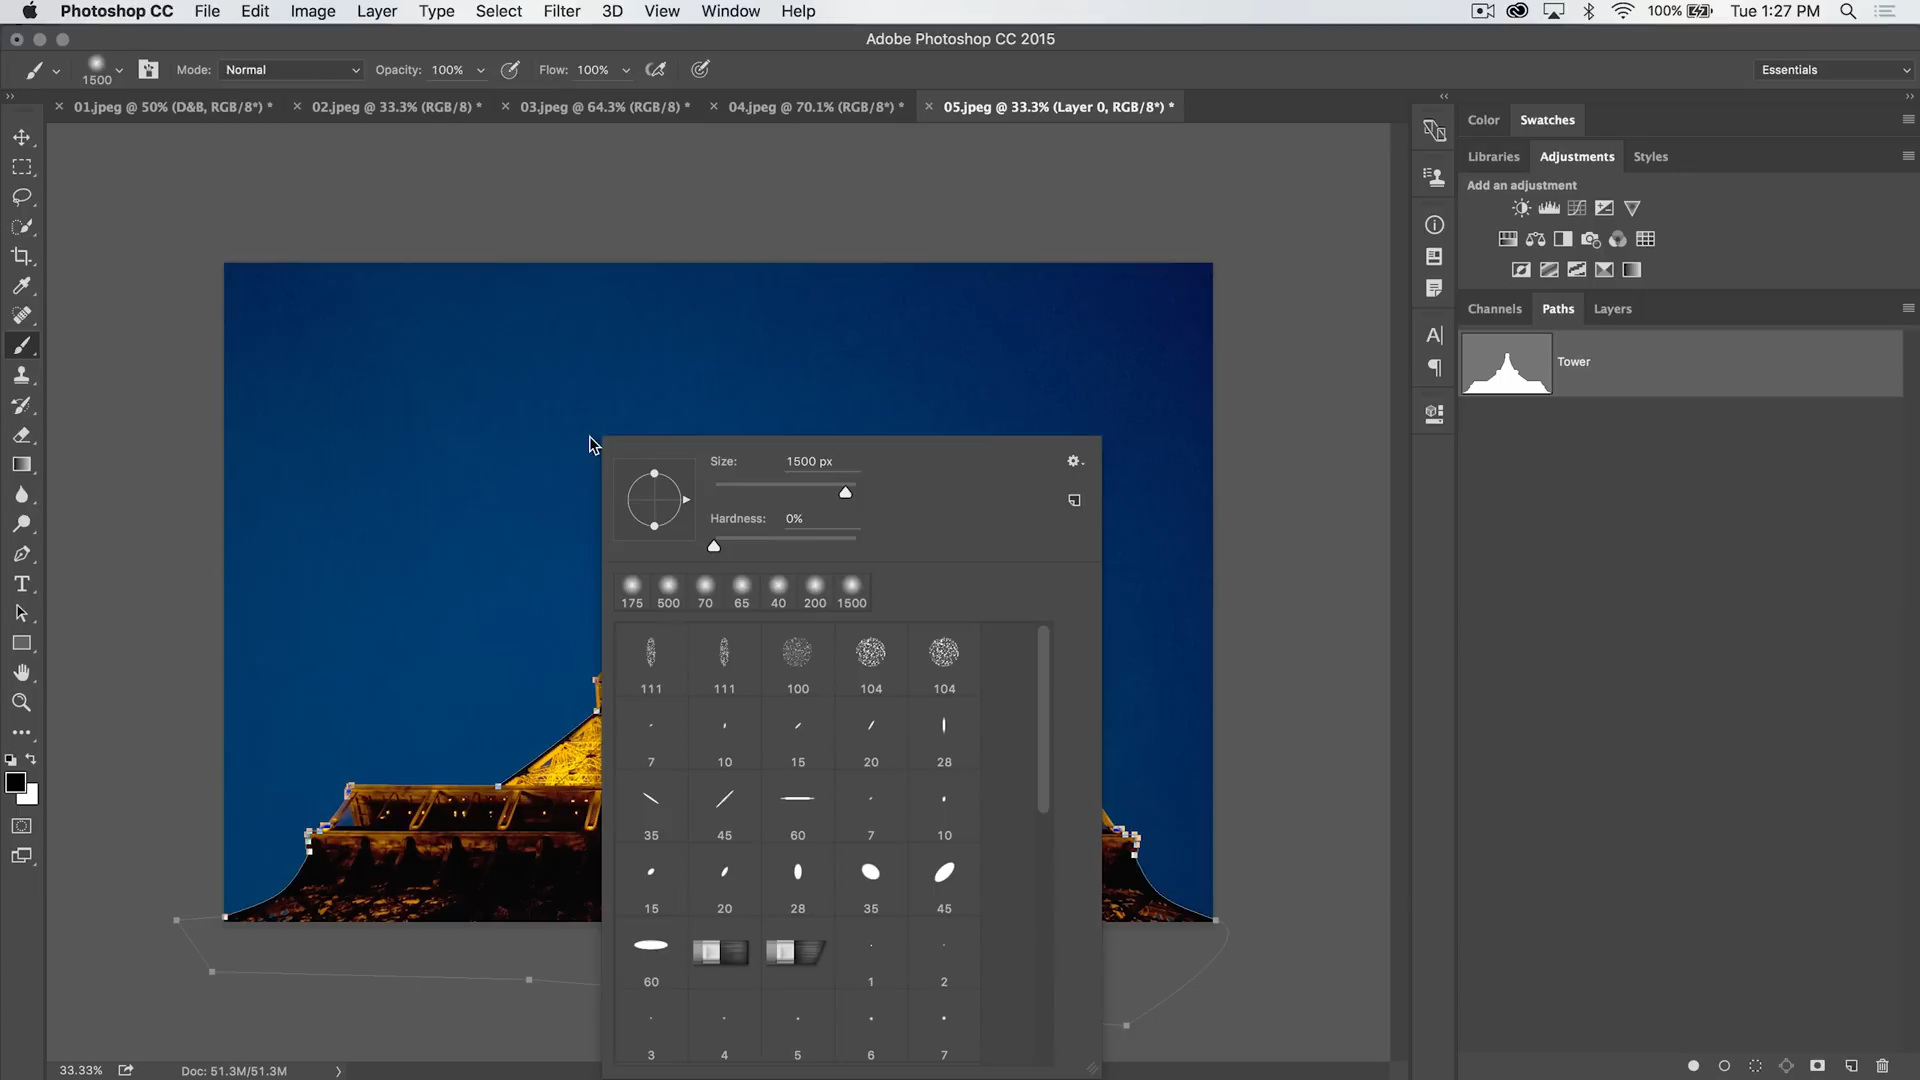 Photoshop CC File Edit Image Layer Type Select Filter 3D View Window Help 100% Tue 1:27 PM
Adobe Photoshop CC 2015
1500 Mode: Normal Opacity: 100% Flow: 100% Essentials
01.jpeg @ 50% (D&B, RGB/8*) * 02.jpeg @ 33.3% (RGB/8) * 03.jpeg @ 64.3% (RGB/8) * 04.jpeg @ 70.1% (RGB/8*) * 05.jpeg @ 33.3% (Layer 0, RGB/8*) *
Color Swatches
Libraries Adjustments Styles
Add an adjustment
Channels Paths Layers
Tower
Size: 1500 px
Hardness: 0%
175 500 70 65 40 200 1500
111 111 100 104 104
7 10 15 20 28
35 45 60 7 10
15 20 28 35 45
60 1 2
3 4 5 6 7
33.33% Doc: 51.3M/51.3M